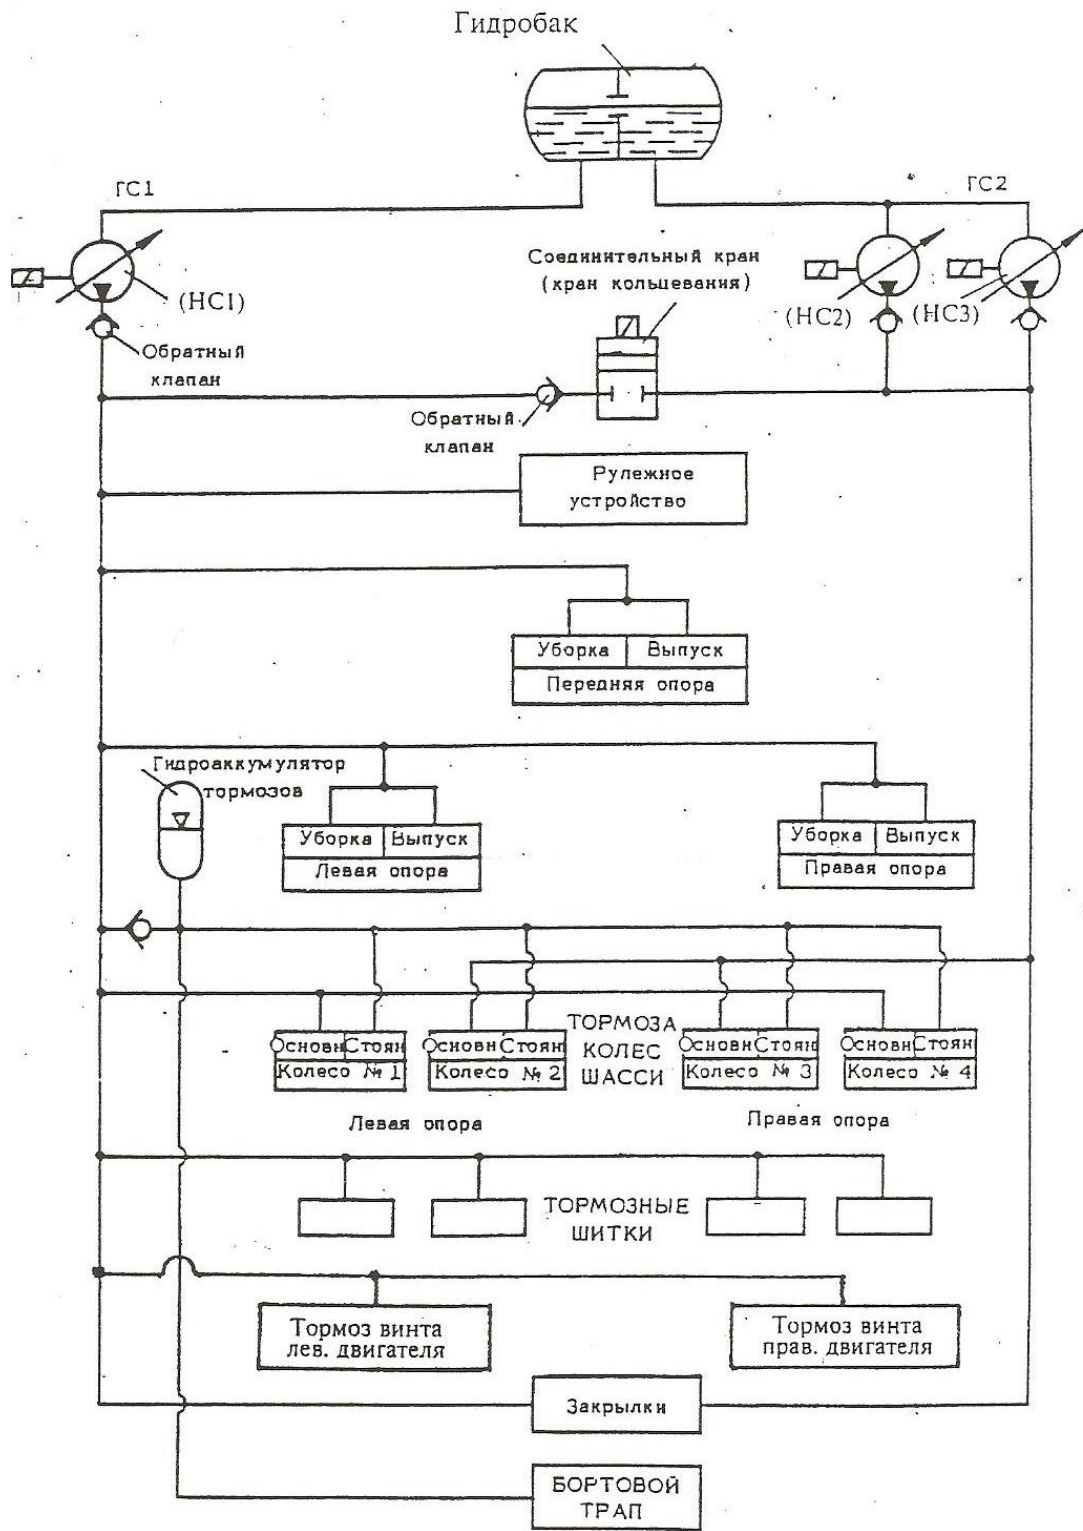 Гидробак
ГС1
ГС2
Соединительный кран
(кран кольцевания)
(НС1)
(НС2)
(НС3)
Обратный
клапан
Обратный
клапан
Рулежное
устройство
Уборка
Выпуск
Передняя опора
Гидроаккумулятор
тормозов
Уборка
Выпуск
Левая опора
Уборка
Выпуск
Правая опора
Основн
Стоян
Колесо № 1
Основн
Стоян
Колесо № 2
ТОРМОЗА
КОЛЕС
ШАССИ
Основн
Стоян
Колесо № 3
Основн
Стоян
Колесо № 4
Левая опора
Правая опора
ТОРМОЗНЫЕ
ШИТКИ
Тормоз винта
лев. двигателя
Тормоз винта
прав. двигателя
Закрылки
БОРТОВОЙ
ТРАП